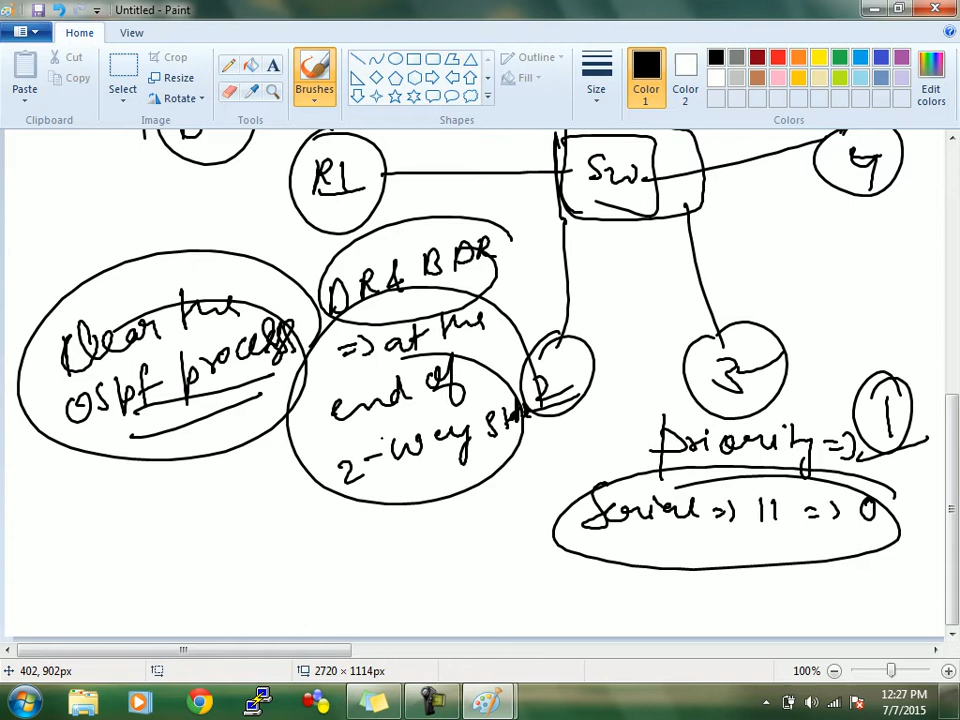 Untitled - Paint
Home
View
Paste
Cut
Copy
Clipboard
Select
Crop
Resize
Rotate
Image
A
Tools
Brushes
Outline
Fill
Shapes
Size
Color 1
Color 2
Edit colors
Colors
R1
SW
4
DR & BDR
Clear the
OSPf process
=> at the
end of
2-way
2
3
Priority => 1
Serial => 11 => 0
402, 902px
2720 × 1114px
100%
12:27 PM
7/7/2015